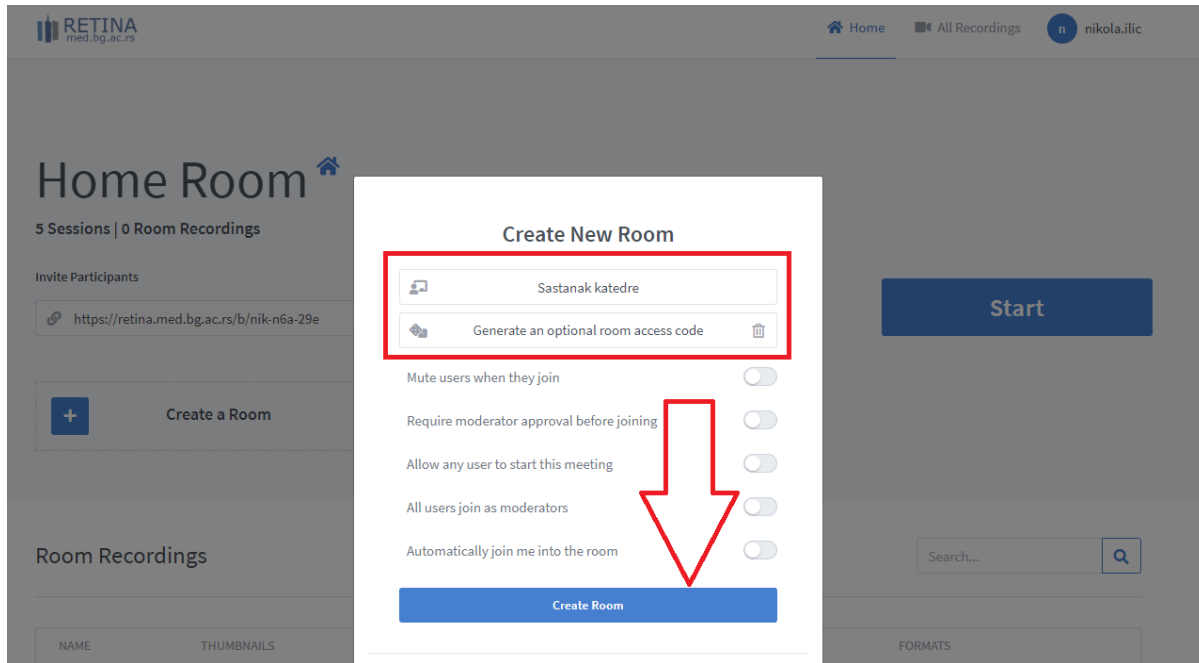 RETINA
med.bg.ac.rs
Home
All Recordings
n
nikola.ilic
Home Room
5 Sessions | 0 Room Recordings
Invite Participants
https://retina.med.bg.ac.rs/b/nik-n6a-29e
Create a Room
Start
Create New Room
Sastanak katedre
Generate an optional room access code
Mute users when they join
Require moderator approval before joining
Allow any user to start this meeting
All users join as moderators
Automatically join me into the room
Create Room
Room Recordings
Search...
NAME
THUMBNAILS
FORMATS